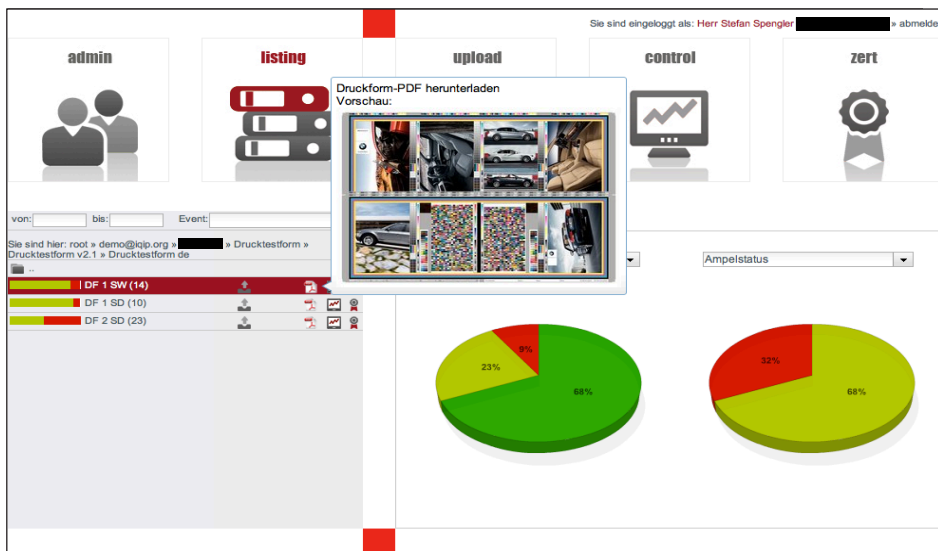 Sie sind eingeloggt als: Herr Stefan Spengler » abmelde
admin
listing
upload
control
zert
Druckform-PDF herunterladen
Vorschau:
von: bis: Event:
Sie sind hier: root » demo@iqip.org » » Drucktestform »
Drucktestform v2.1 » Drucktestform de
..
DF 1 SW (14)
DF 1 SD (10)
DF 2 SD (23)
Ampelstatus
9%
23%
68%
32%
68%